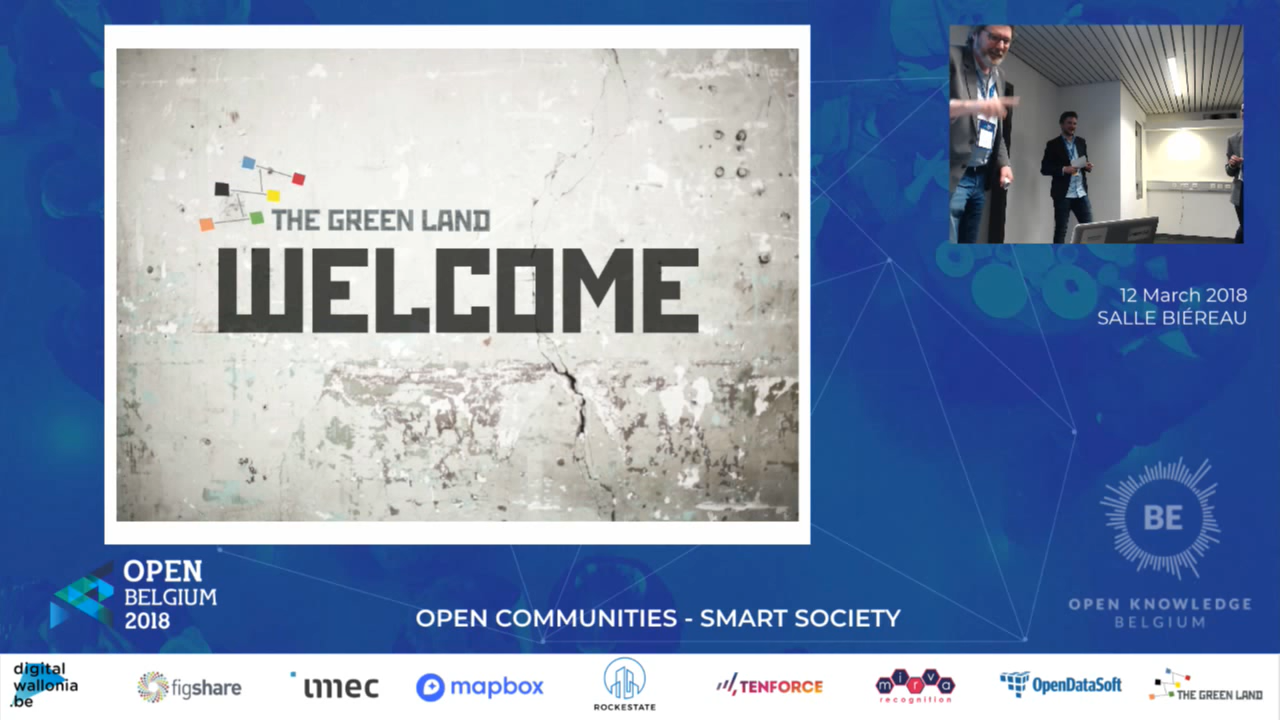 THE GREEN LAND
WELCOME
12 March 2018
SALLE BIÉREAU
BE
OPEN KNOWLEDGE
BELGIUM
OPEN
BELGIUM
2018
OPEN COMMUNITIES - SMART SOCIETY
digital
wallonia
.be
figshare
imec
mapbox
ROCKESTATE
TENFORCE
mirva
recognition
OpenDataSoft
THE GREEN LAND